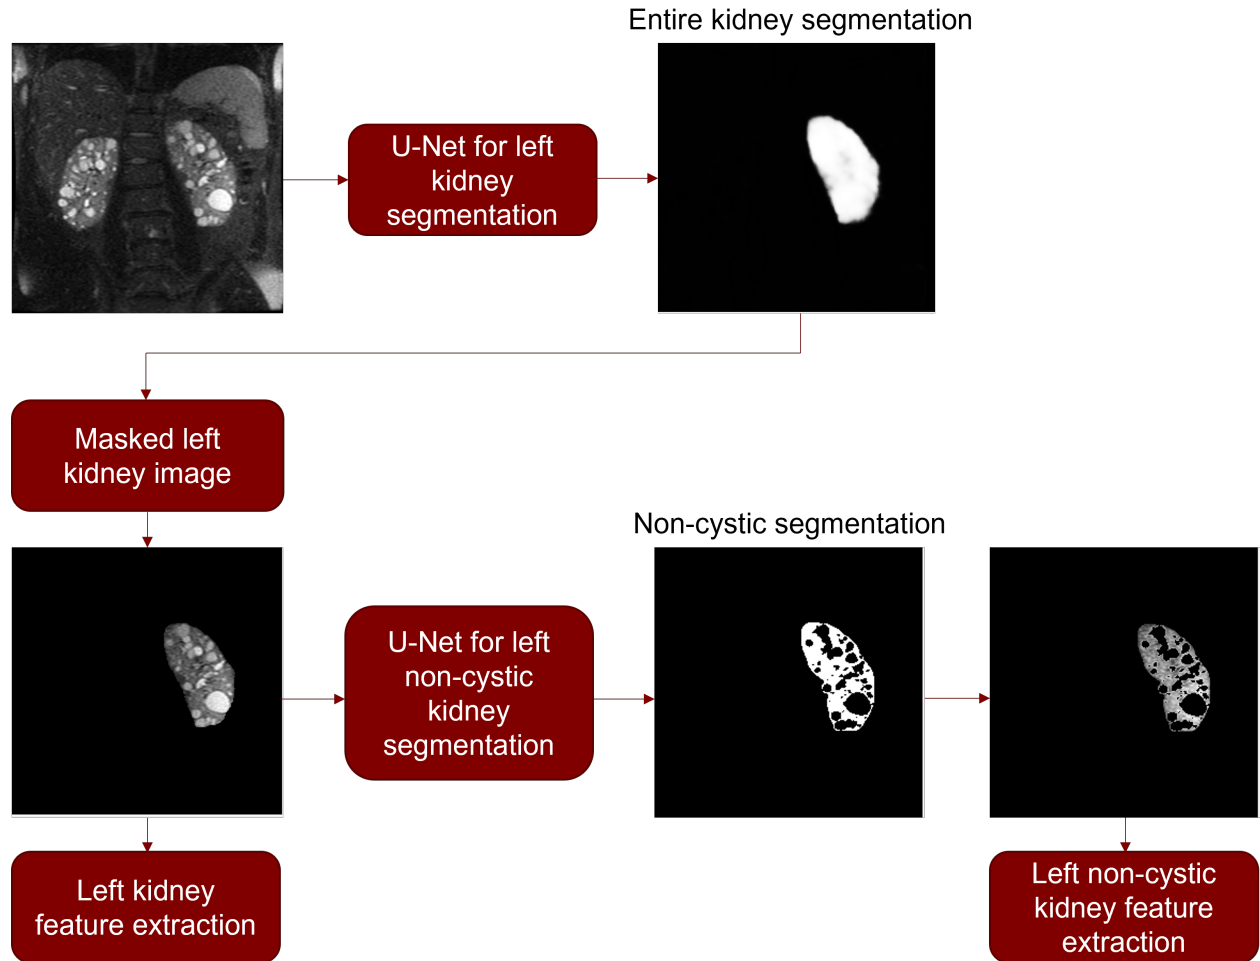 Entire kidney segmentation
U-Net for left
kidney
segmentation
Masked left
kidney image
Non-cystic segmentation
U-Net for left
non-cystic
kidney
segmentation
Left kidney
feature extraction
Left non-cystic
kidney feature
extraction